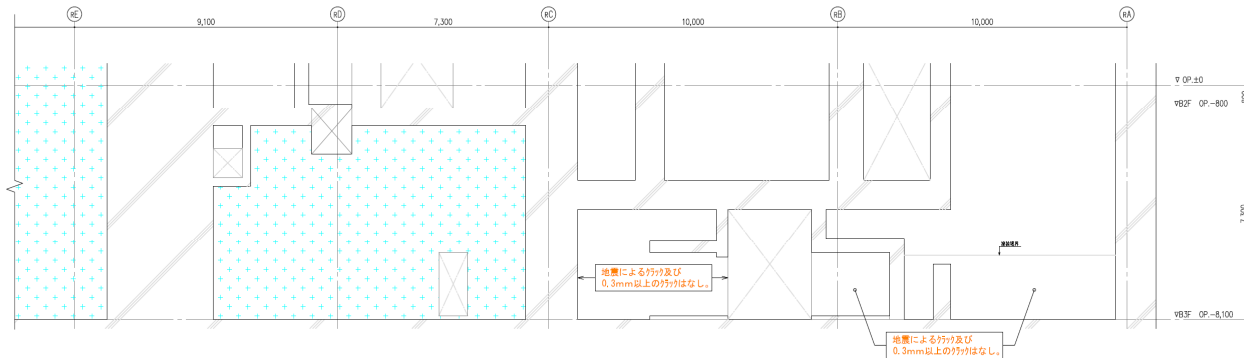 RE
RD
RC
RB
RA
9,100
7,300
10,000
10,000
▽ OP.±0
▽B2F OP.-800
800
7,300
地震によるクラック及び
0.3mm以上のクラックはなし。
▽B3F OP.-8,100
地震によるクラック及び
0.3mm以上のクラックはなし。